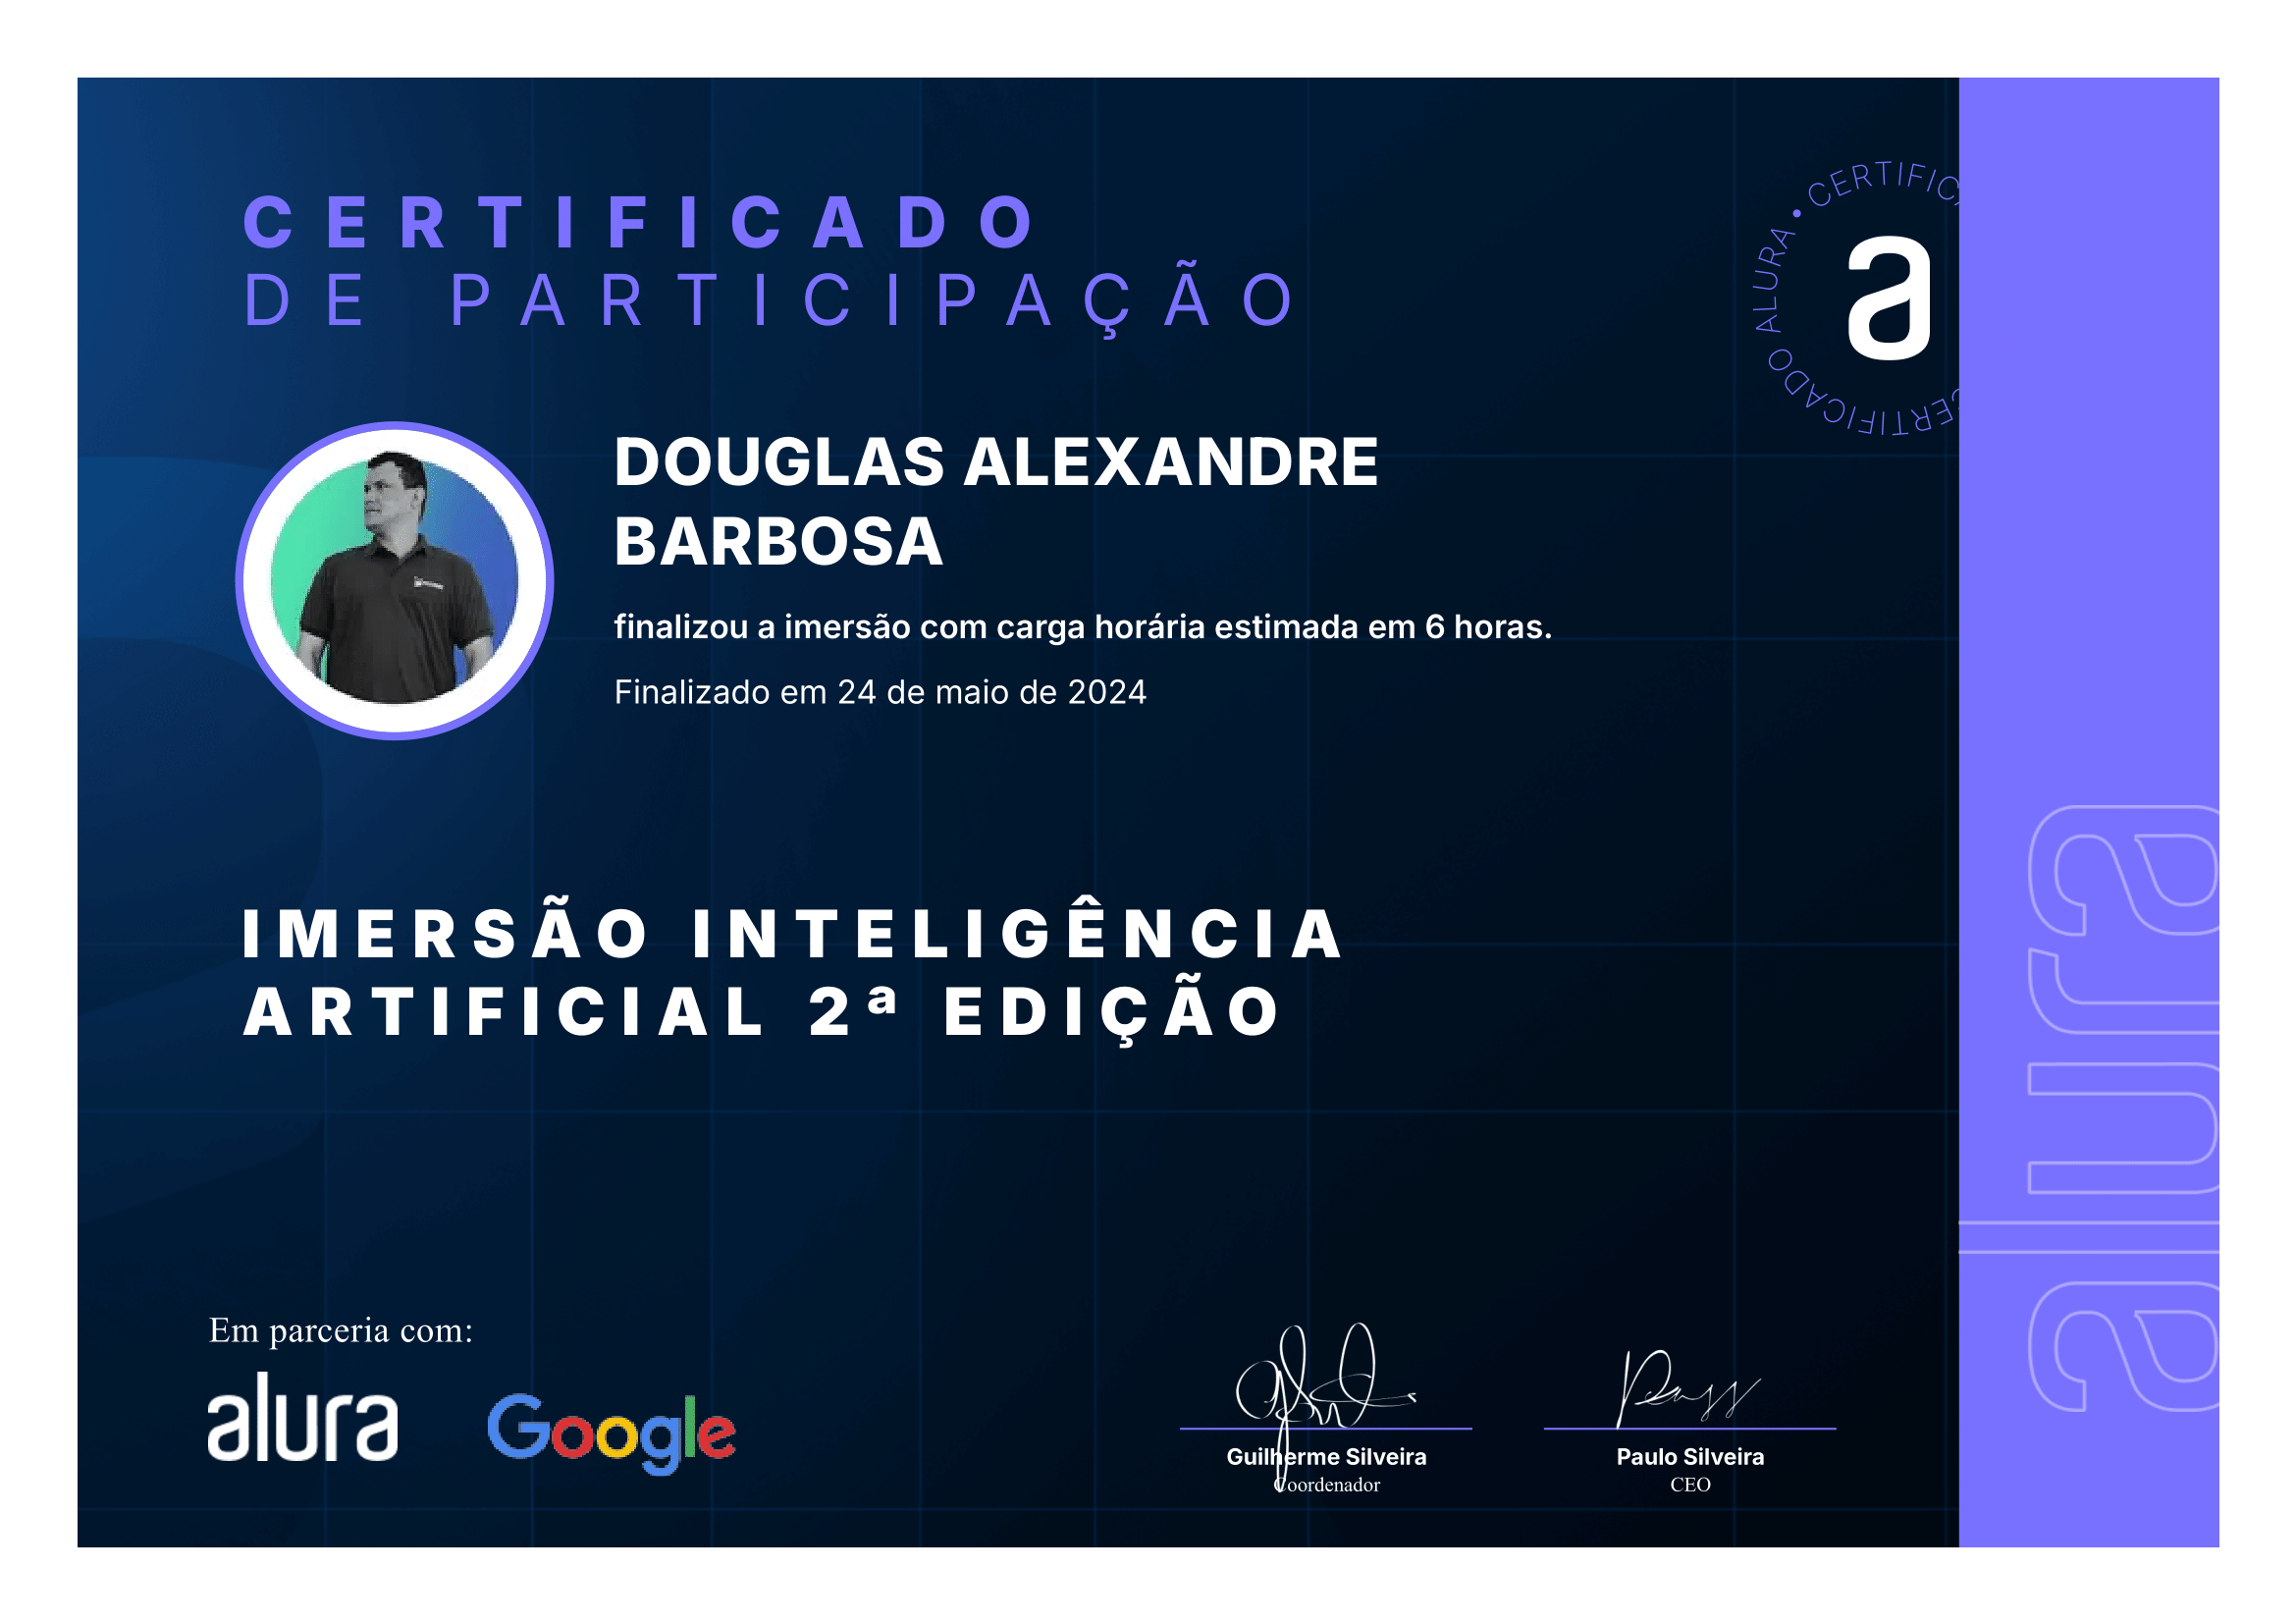 CERTIFICADO
DE PARTICIPAÇÃO
CERTIFICADO ALURA • CERTIFIC
CERTIFIC
a
DOUGLAS ALEXANDRE
BARBOSA
finalizou a imersão com carga horária estimada em 6 horas.
Finalizado em 24 de maio de 2024
IMERSÃO INTELIGÊNCIA
ARTIFICIAL 2ª EDIÇÃO
Em parceria com:
alura
Google
Guilherme Silveira
Coordenador
Paulo Silveira
CEO
alura